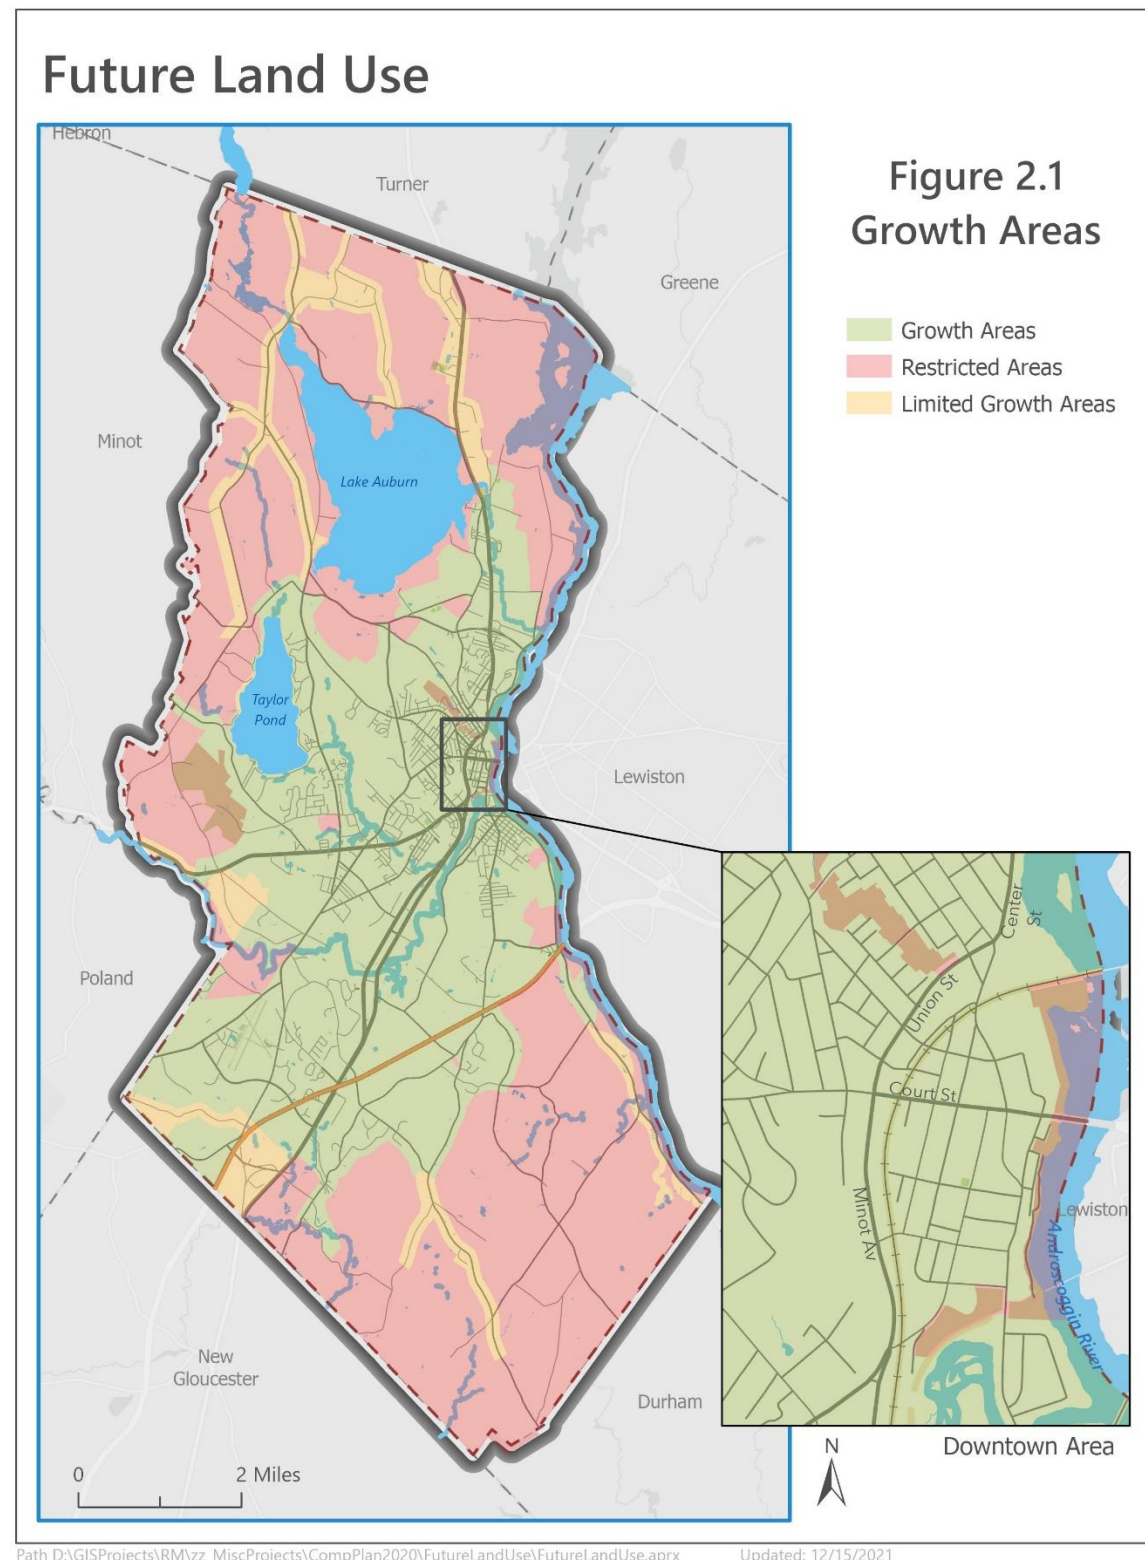 Future Land Use
Hebron
Turner
Figure 2.1
Growth Areas
Greene
Growth Areas
Restricted Areas
Limited Growth Areas
Minot
Lake Auburn
Taylor
Pond
Lewiston
Poland
Center
St
Union St
Court St
Minot Av
Lewiston
Androscoggin River
New
Gloucester
Durham
0
2 Miles
N
Downtown Area
Path D:\GISProjects\RM\zz_MiscProjects\CompPlan2020\FutureLandUse\FutureLandUse.aprx
Updated: 12/15/2021